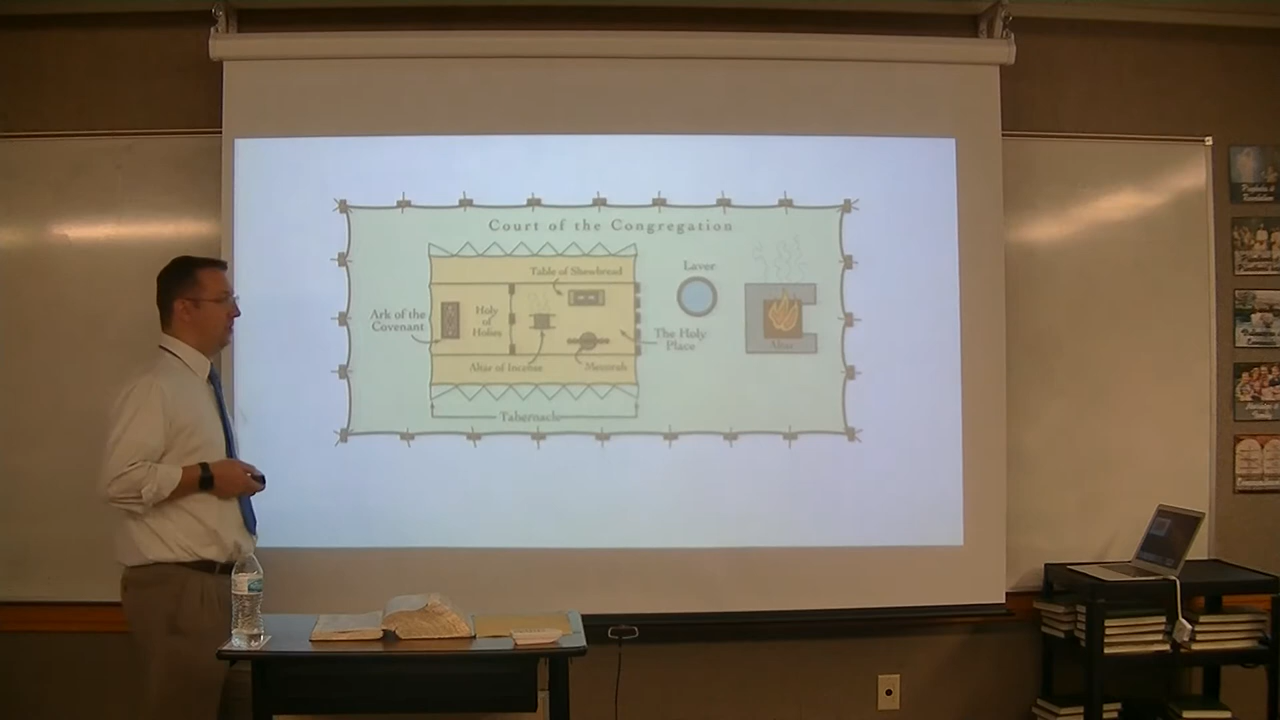 Court of the Congregation
Table of Shewbread
Laver
Ark of the
Covenant
Holy
of
Holies
The Holy
Place
Altar
Altar of Incense
Menorah
Tabernacle